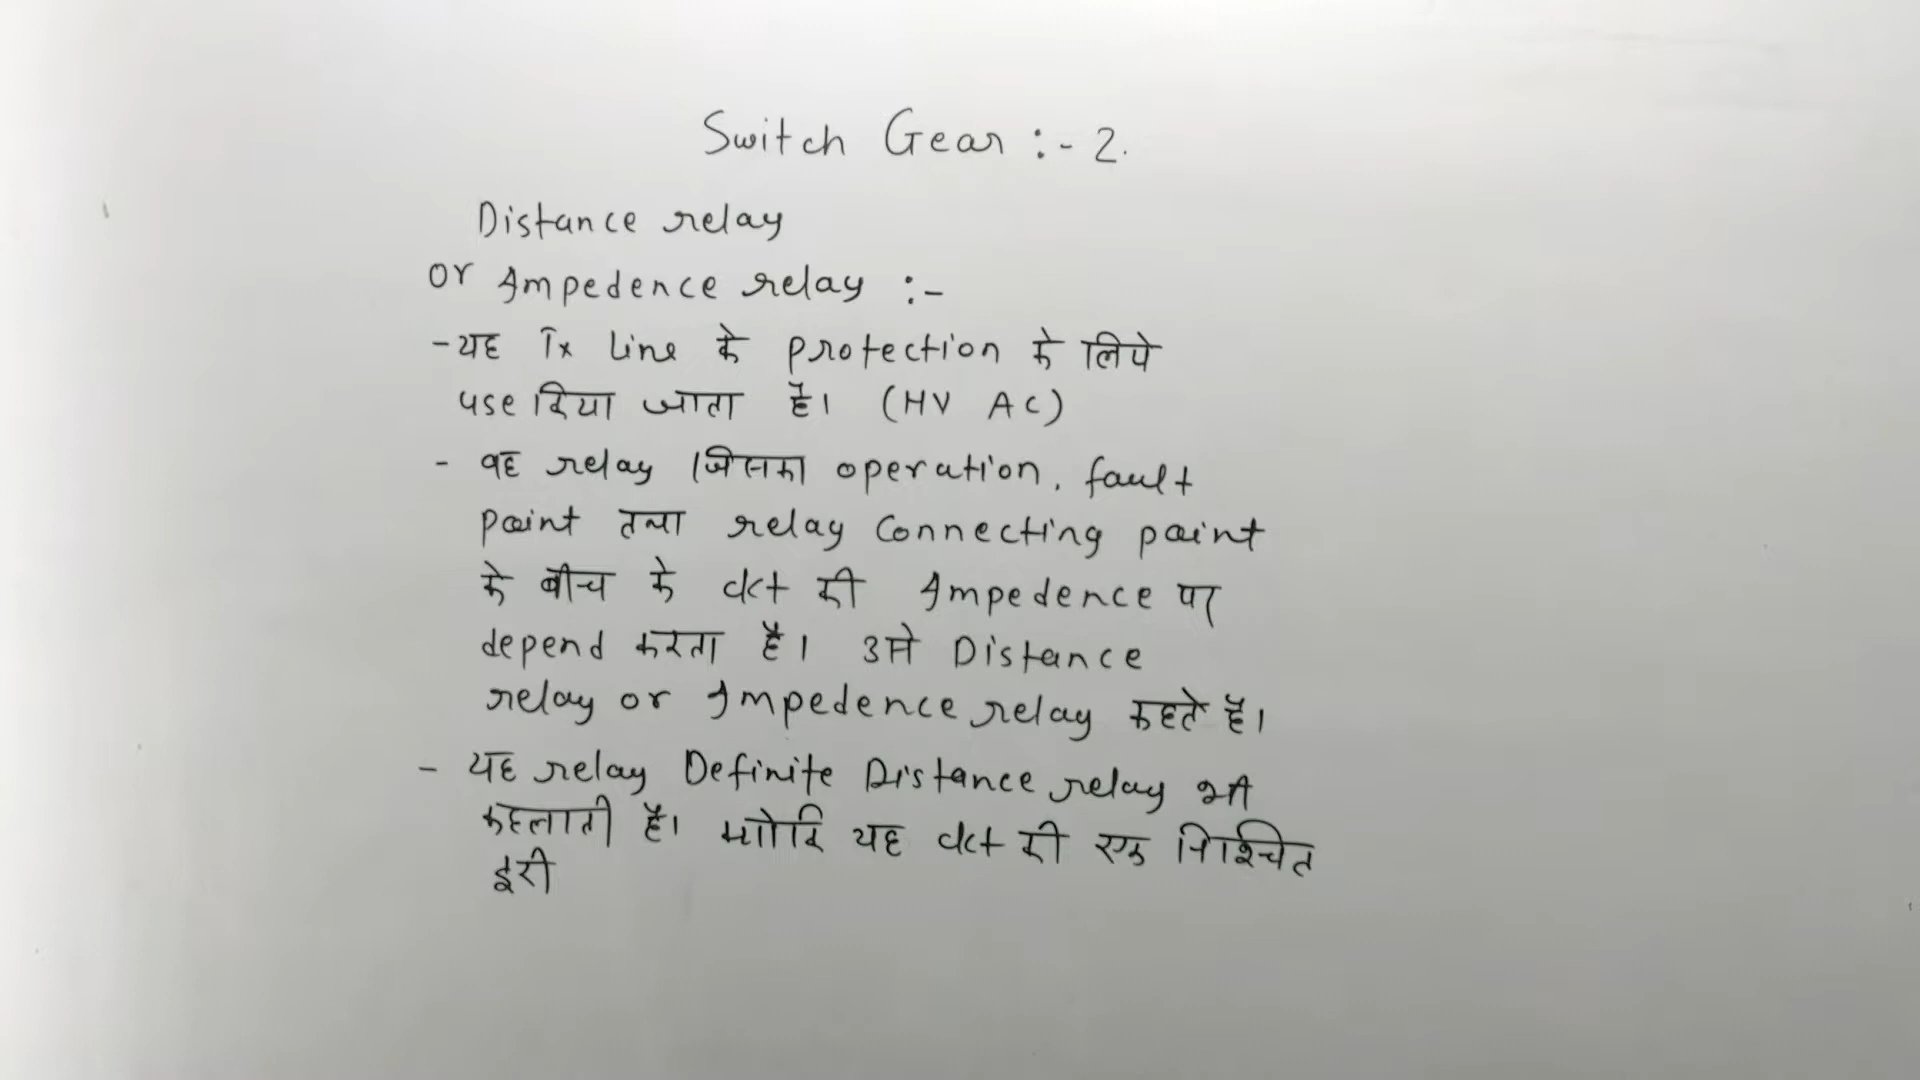 Switch Gear :- 2.
Distance relay
or Impedence relay :-
- यह Tx Line के protection के लिये
use किया जाता है। (HV AC)
- वह relay जिसका operation, fault
point तथा relay Connecting point
के बीच के ckt की Impedence पर
depend करता है। उसे Distance
relay or Impedence relay कहते है।
- यह relay Definite Distance relay भी
कहलाती है। क्योकि यह ckt की एक निश्चित
दूरी